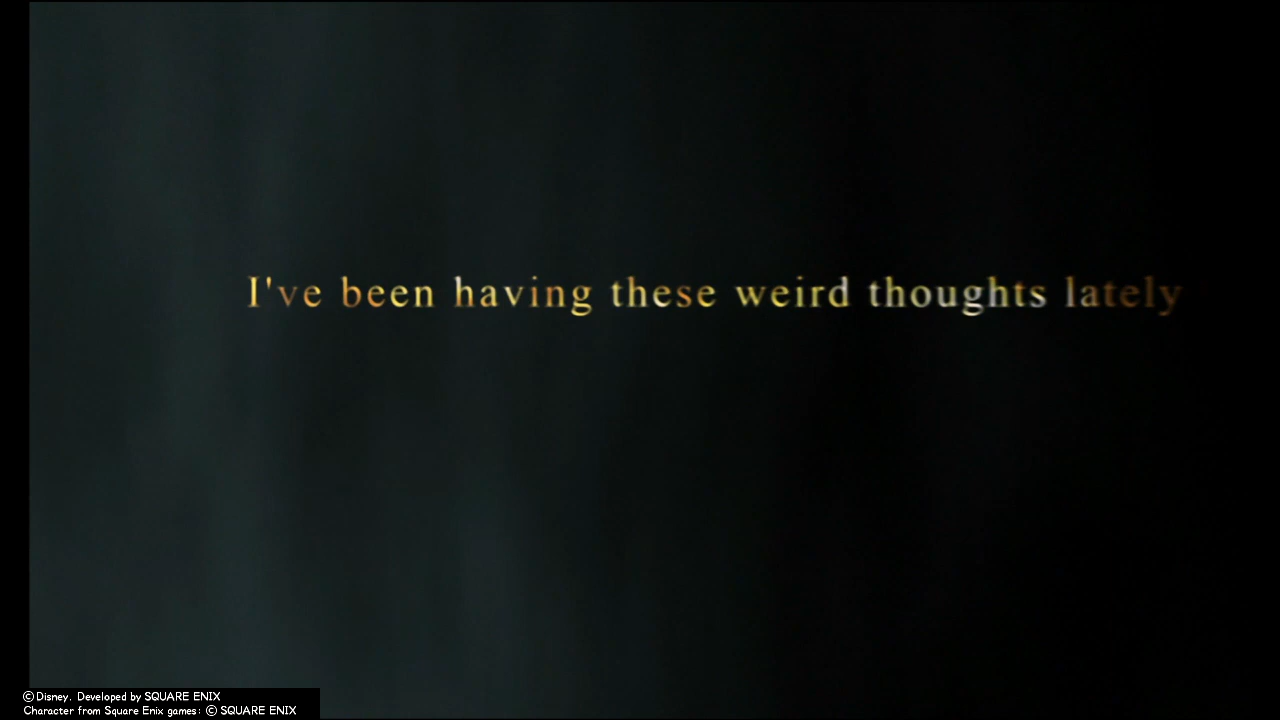 I've been having these weird thoughts lately
© Disney. Developed by SQUARE ENIX
Character from Square Enix games: © SQUARE ENIX